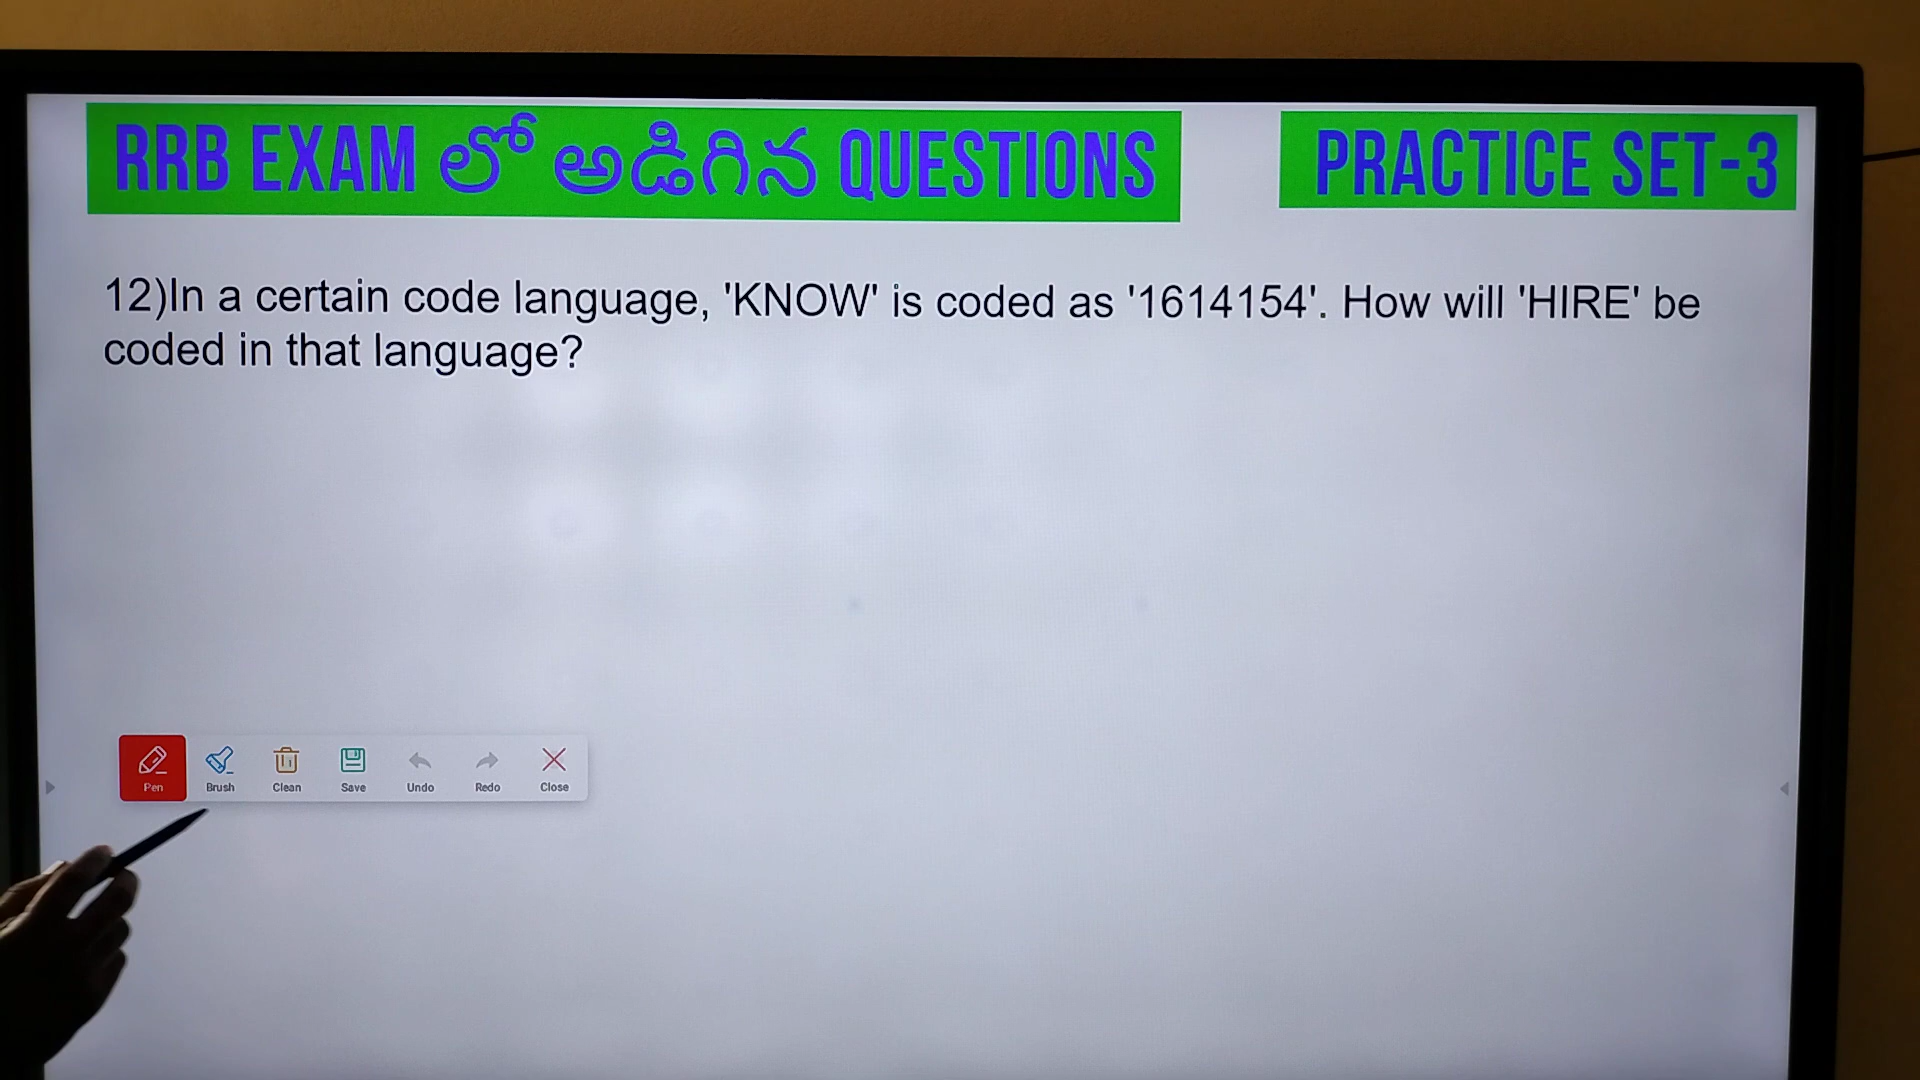 RRB EXAM లో అడిగిన QUESTIONS
PRACTICE SET-3
12)In a certain code language, 'KNOW' is coded as '1614154'. How will 'HIRE' be
coded in that language?
Pen
Brush
Clean
Save
Undo
Redo
Close